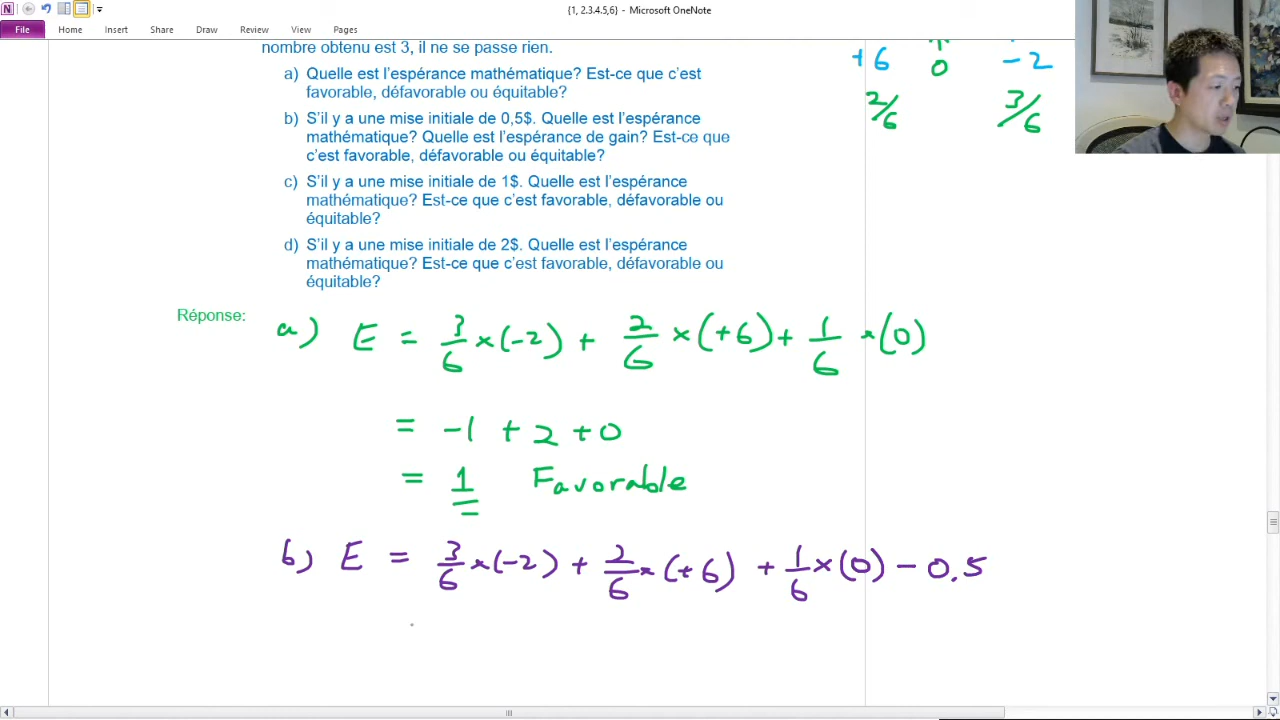 {1, 2.3.4.5,6} - Microsoft OneNote
File Home Insert Share Draw Review View Pages
nombre obtenu est 3, il ne se passe rien.
a) Quelle est l'espérance mathématique? Est-ce que c'est
favorable, défavorable ou équitable?
b) S'il y a une mise initiale de 0,5$. Quelle est l'espérance
mathématique? Quelle est l'espérance de gain? Est-ce que
c'est favorable, défavorable ou équitable?
c) S'il y a une mise initiale de 1$. Quelle est l'espérance
mathématique? Est-ce que c'est favorable, défavorable ou
équitable?
d) S'il y a une mise initiale de 2$. Quelle est l'espérance
mathématique? Est-ce que c'est favorable, défavorable ou
équitable?
+6 0 -2
2/6 3/6
Réponse:
a) E = 3/6 ×(-2) + 2/6 ×(+6) + 1/6 ×(0)
= -1 + 2 + 0
= 1 Favorable
b) E = 3/6 ×(-2) + 2/6 ×(+6) + 1/6 ×(0) - 0.5